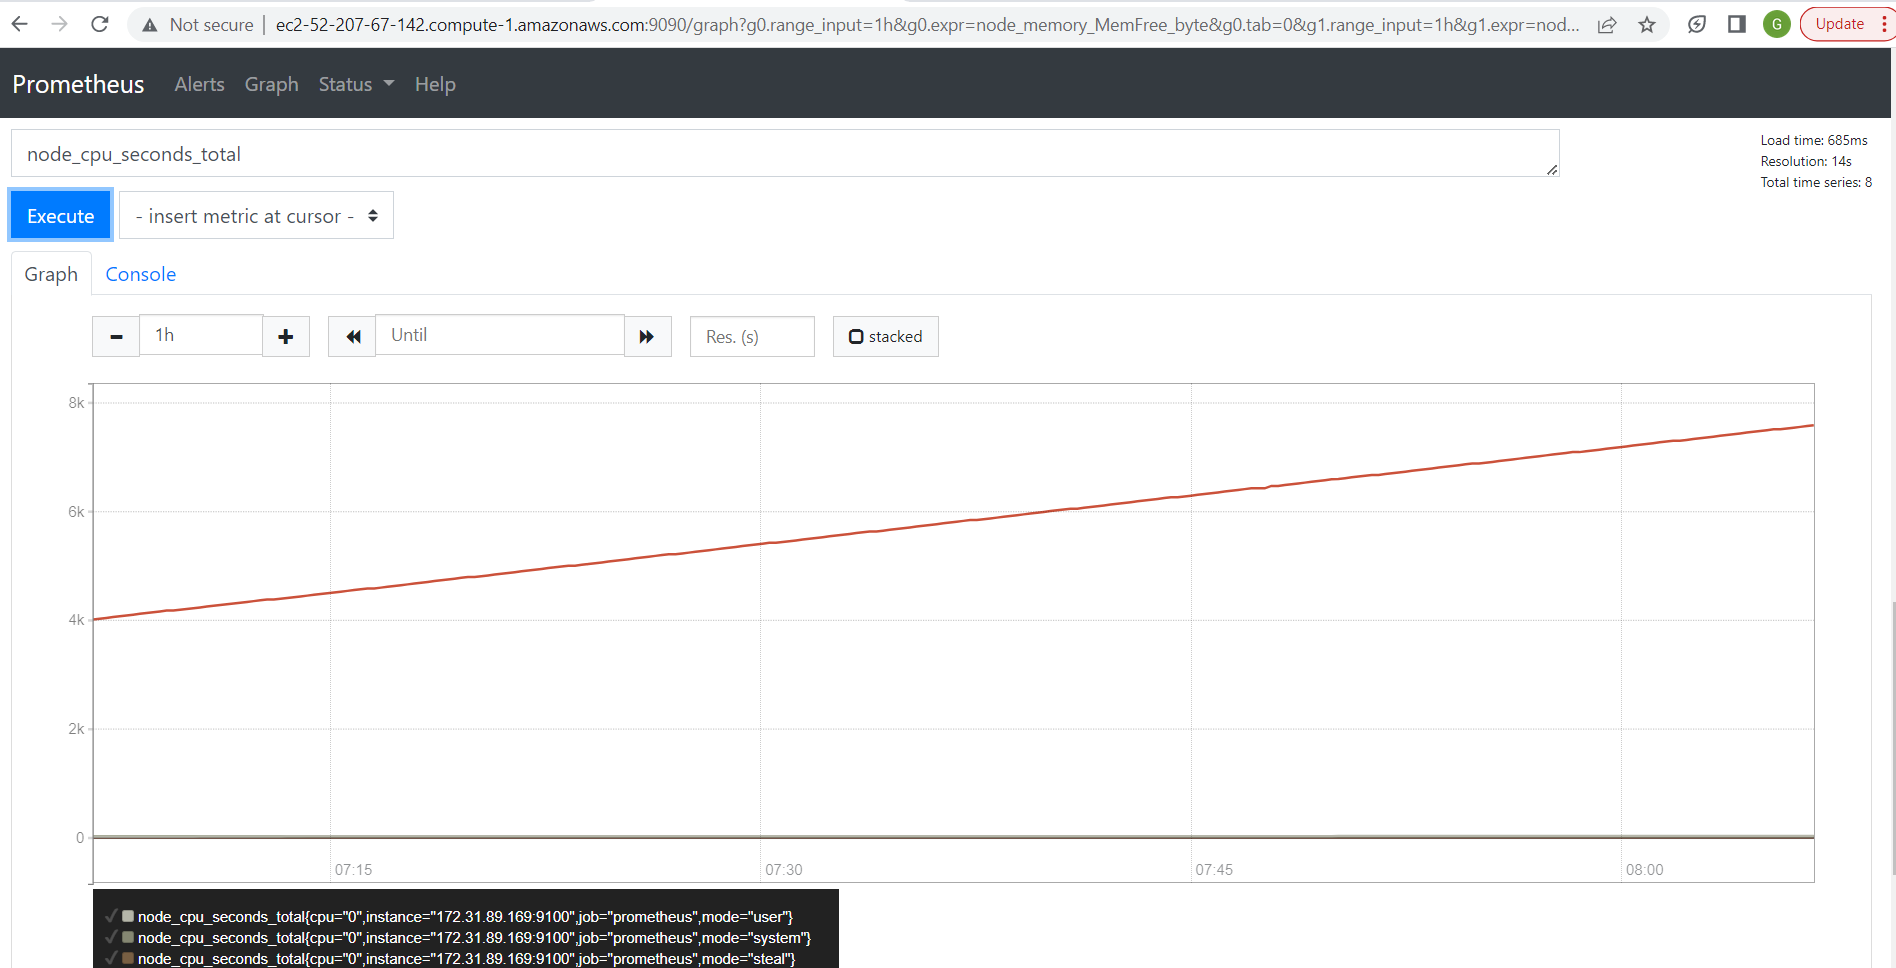 Not secure
ec2-52-207-67-142.compute-1.amazonaws.com:9090/graph?g0.range_input=1h&g0.expr=node_memory_MemFree_byte&g0.tab=0&g1.range_input=1h&g1.expr=nod...
G
Update
Prometheus
Alerts
Graph
Status
Help
node_cpu_seconds_total
Load time: 685ms
Resolution: 14s
Total time series: 8
Execute
- insert metric at cursor -
Graph
Console
1h
Until
Res. (s)
stacked
8k
6k
4k
2k
0
07:15
07:30
07:45
08:00
node_cpu_seconds_total{cpu="0",instance="172.31.89.169:9100",job="prometheus",mode="user"}
node_cpu_seconds_total{cpu="0",instance="172.31.89.169:9100",job="prometheus",mode="system"}
node_cpu_seconds_total{cpu="0",instance="172.31.89.169:9100",job="prometheus",mode="steal"}